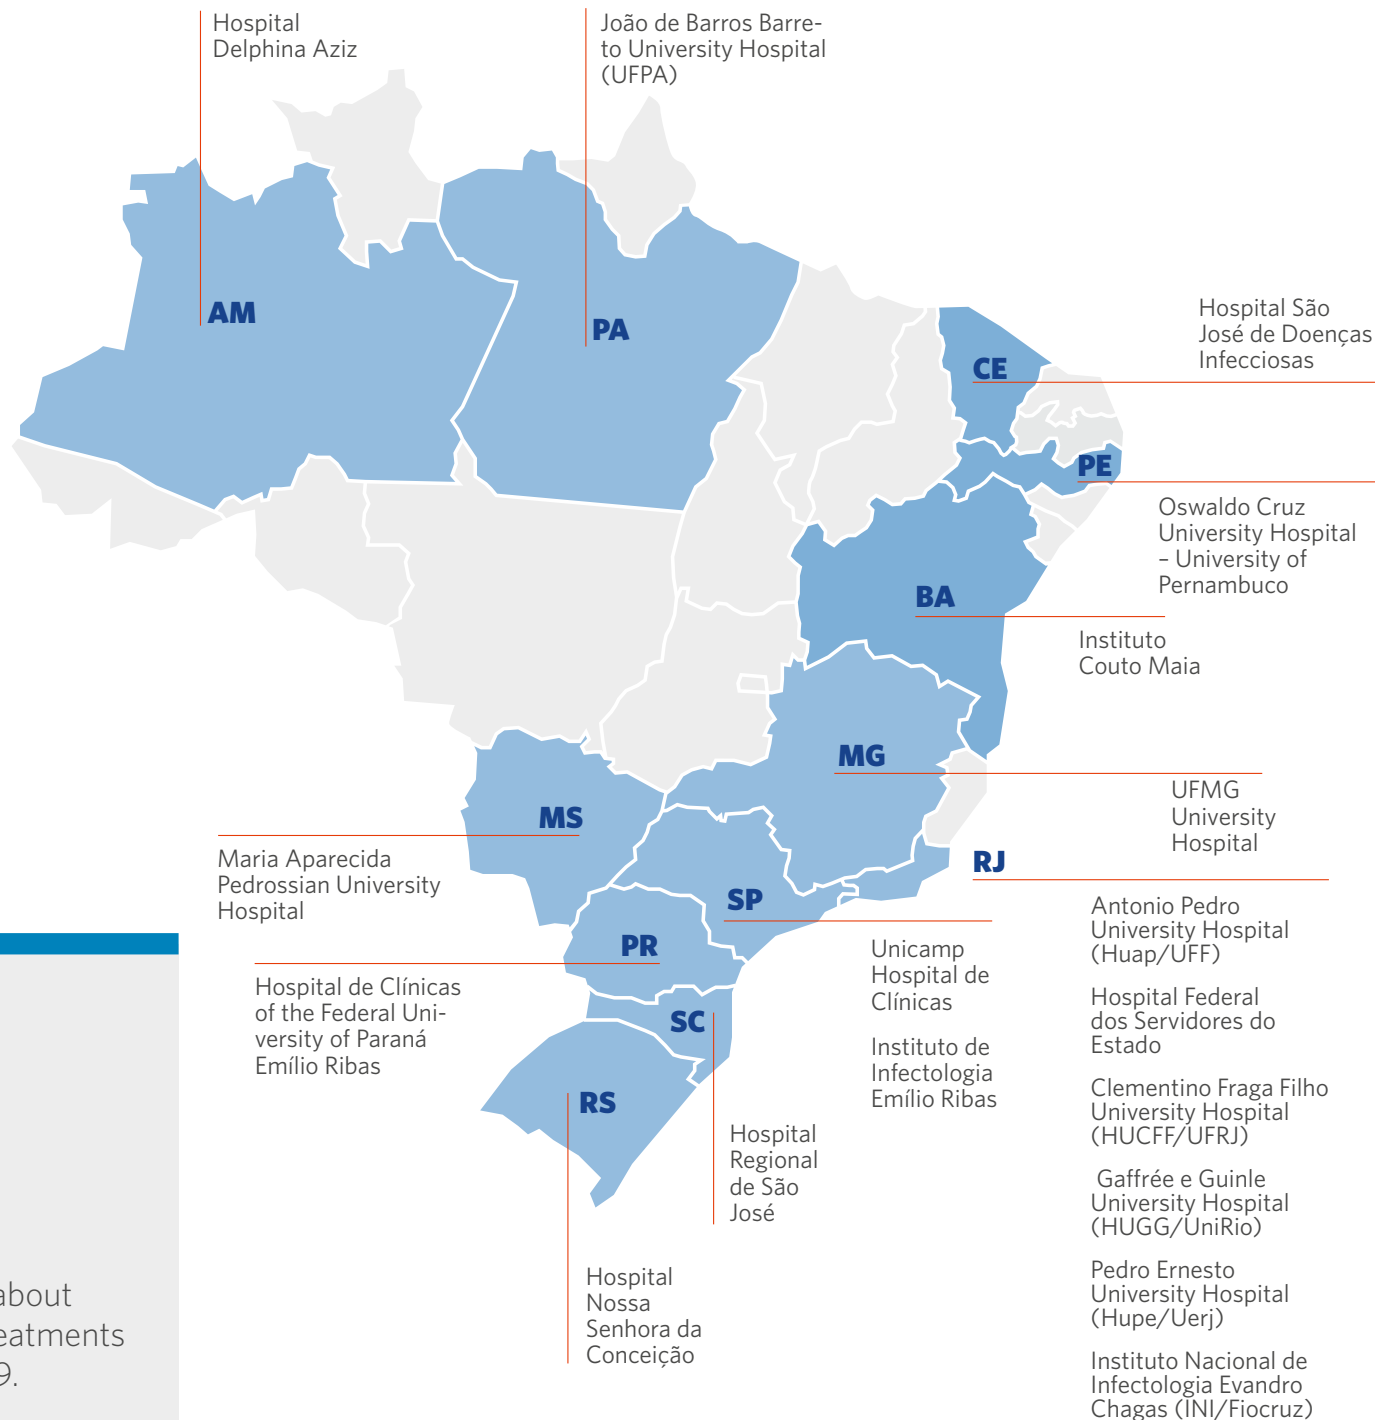 Hospital
Delphina Aziz
João de Barros Barre-
to University Hospital
(UFPA)
AM
PA
Hospital São
José de Doenças
Infecciosas
CE
PE
Oswaldo Cruz
University Hospital
– University of
Pernambuco
BA
Instituto
Couto Maia
MG
UFMG
University
Hospital
MS
Maria Aparecida
Pedrossian University
Hospital
RJ
Antonio Pedro
University Hospital
(Huap/UFF)
Hospital Federal
dos Servidores do
Estado
Clementino Fraga Filho
University Hospital
(HUCFF/UFRJ)
Gaffrée e Guinle
University Hospital
(HUGG/UniRio)
Pedro Ernesto
University Hospital
(Hupe/Uerj)
Instituto Nacional de
Infectologia Evandro
Chagas (INI/Fiocruz)
SP
Unicamp
Hospital de
Clínicas
Instituto de
Infectologia
Emílio Ribas
PR
Hospital de Clínicas
of the Federal Uni-
versity of Paraná
Emílio Ribas
SC
Hospital
Regional
de São
José
RS
Hospital
Nossa
Senhora da
Conceição
about
eatments
9.